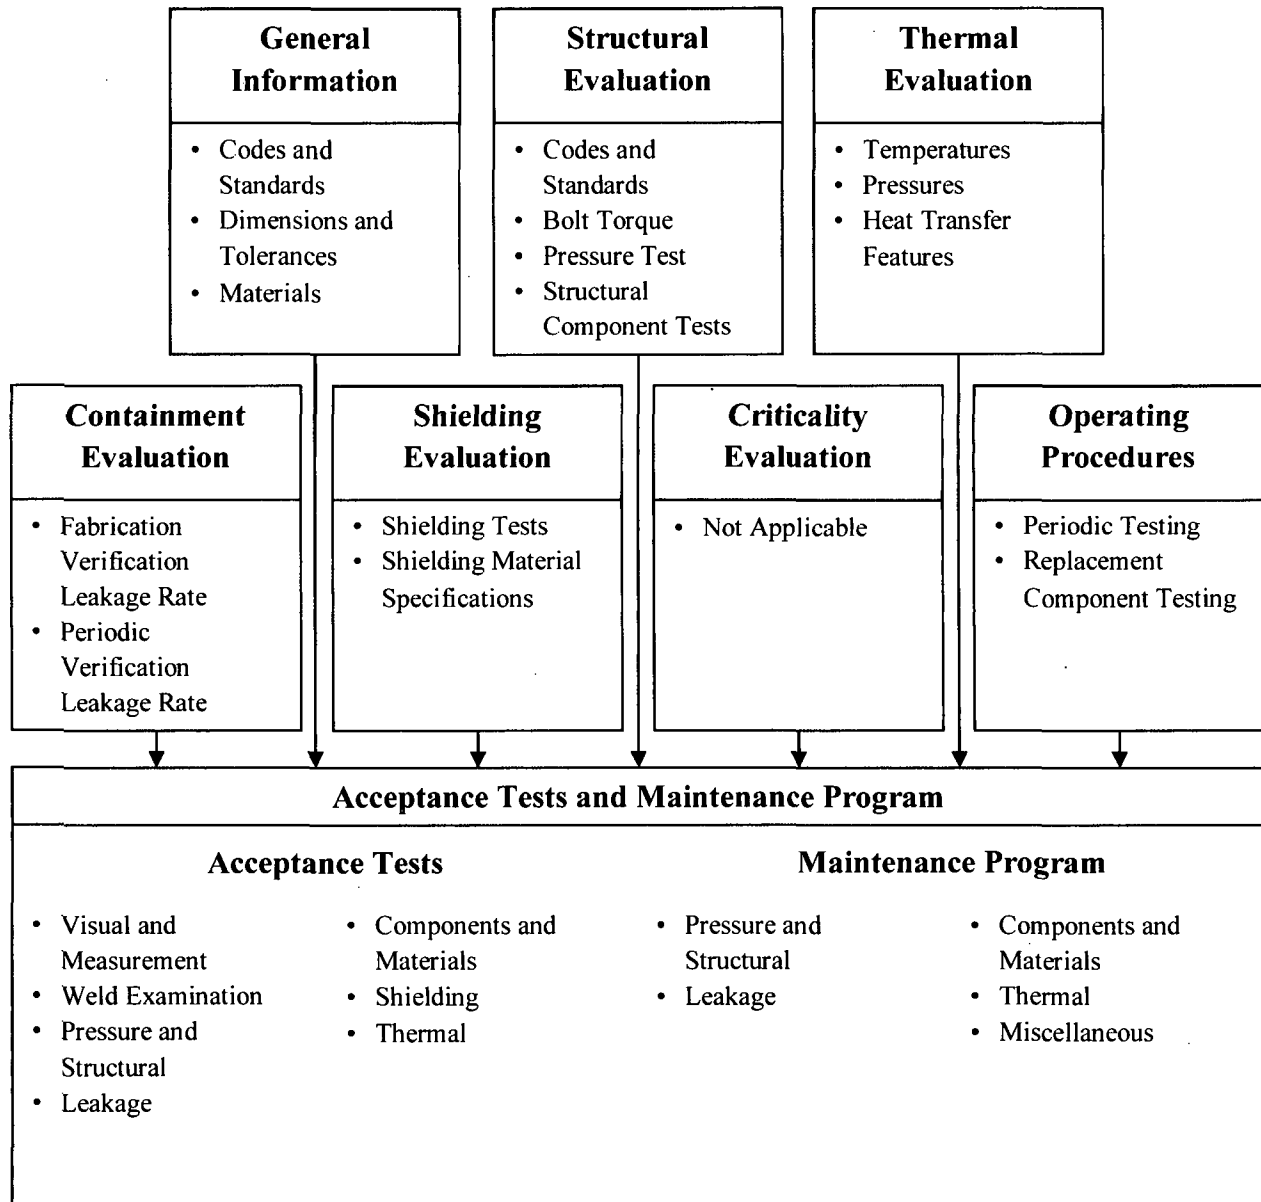 General
Information
• Codes and
Standards
• Dimensions and
Tolerances
• Materials
Structural
Evaluation
• Codes and
Standards
• Bolt Torque
• Pressure Test
• Structural
Component Tests
Thermal
Evaluation
• Temperatures
• Pressures
• Heat Transfer
Features
Containment
Evaluation
• Fabrication
Verification
Leakage Rate
• Periodic
Verification
Leakage Rate
Shielding
Evaluation
• Shielding Tests
• Shielding Material
Specifications
Criticality
Evaluation
• Not Applicable
Operating
Procedures
• Periodic Testing
• Replacement
Component Testing
Acceptance Tests and Maintenance Program
Acceptance Tests
• Visual and
Measurement
• Weld Examination
• Pressure and
Structural
• Leakage
• Components and
Materials
• Shielding
• Thermal
Maintenance Program
• Pressure and
Structural
• Leakage
• Components and
Materials
• Thermal
• Miscellaneous